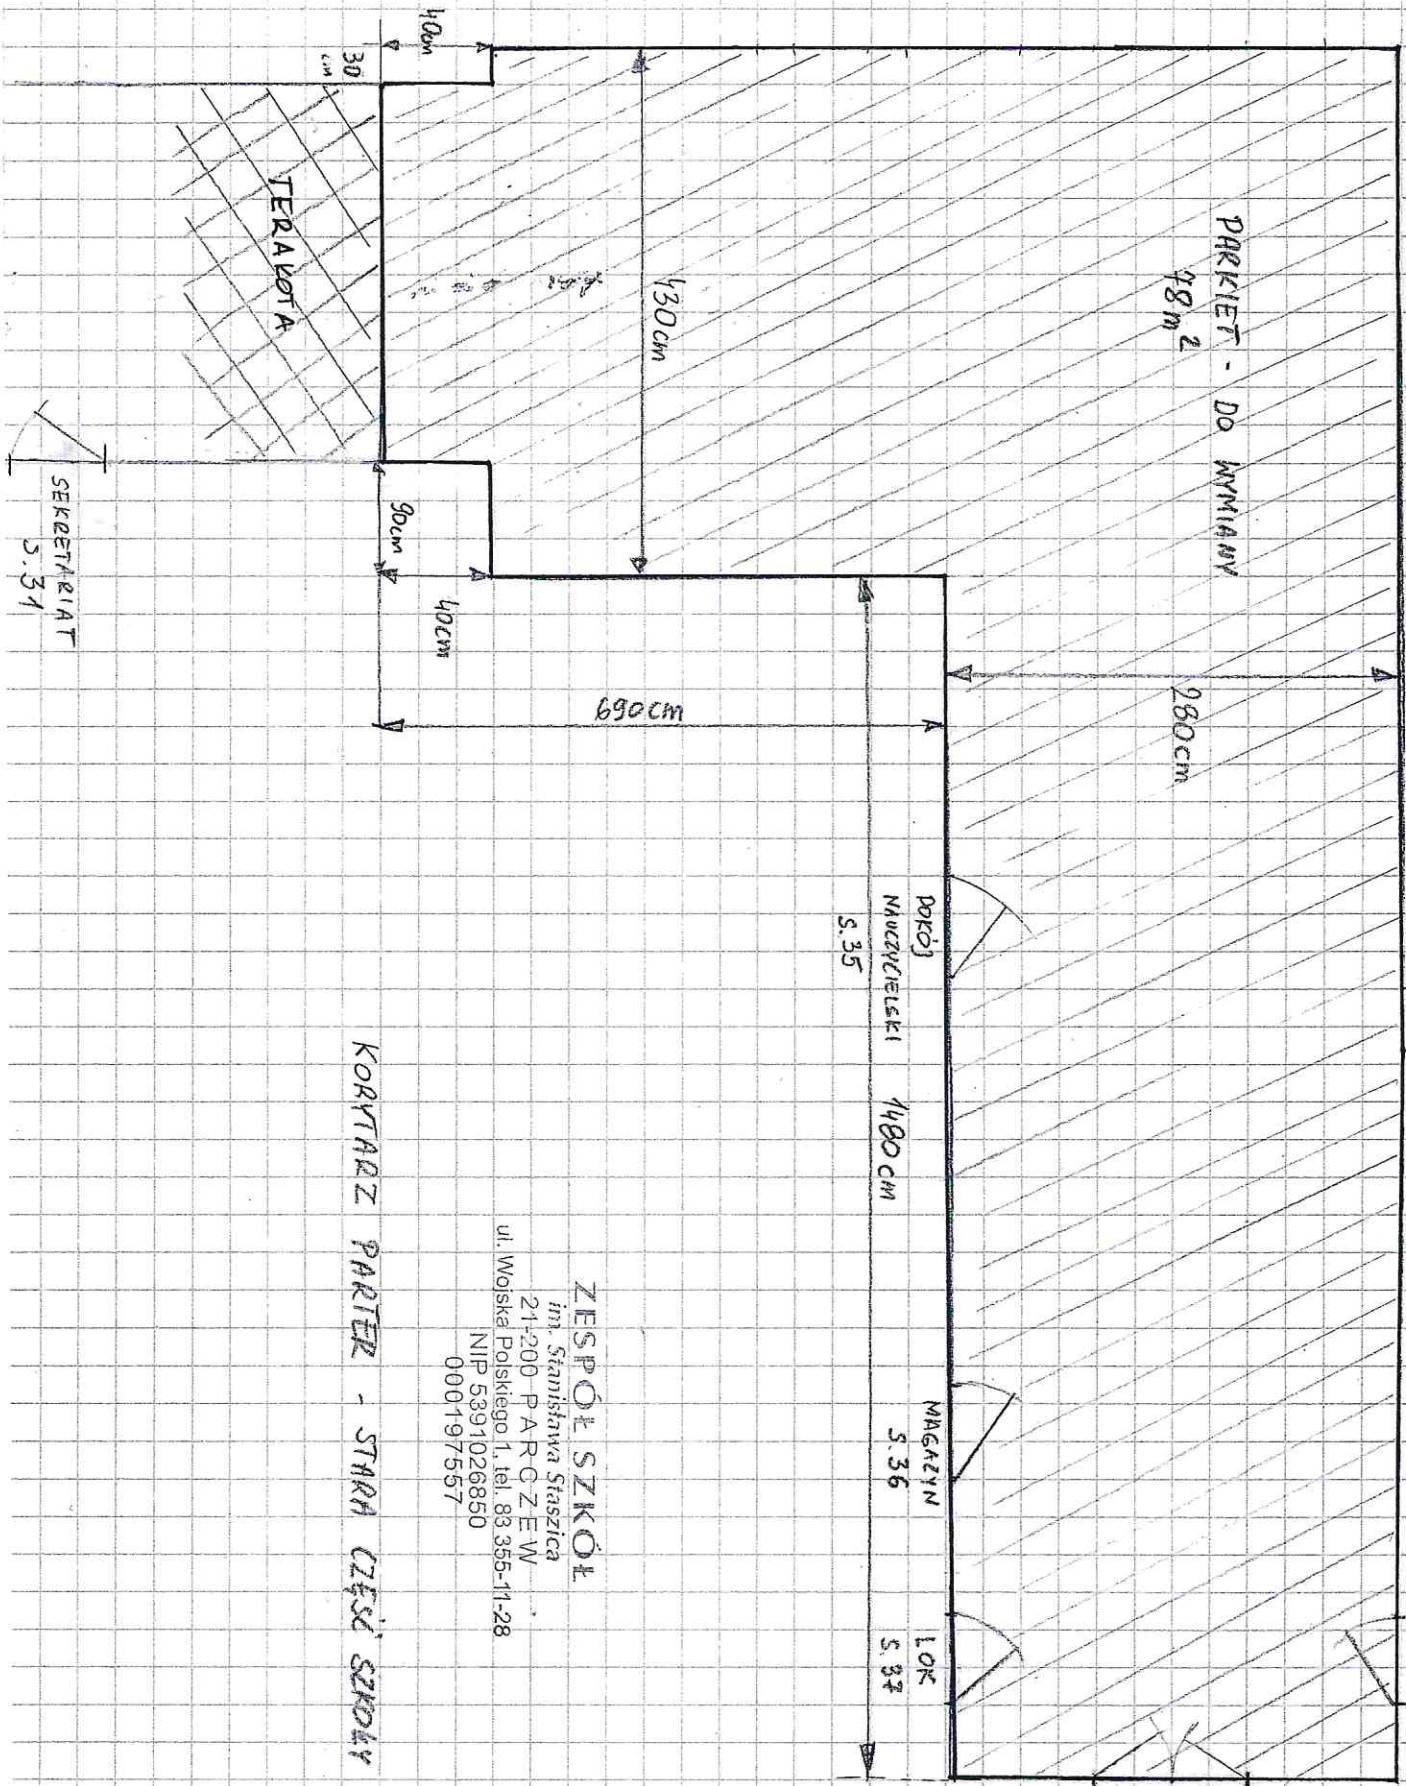 PARKIET - DO WYMIANY
78 m²
280cm
430cm
40cm
30
cm
TERAKOTA
90cm
40cm
690cm
SEKRETARIAT
S.31
POKÓJ
NAUCZYCIELSKI
S.35
1480 cm
MAGAZYN
S.36
LOK
S.37
ZESPÓŁ SZKÓŁ
im. Stanisława Staszica
21-200 PARCZEW
ul. Wojska Polskiego 1, tel. 83 355-11-28
NIP 5391026850
000197557
KORYTARZ PARTER - STARA CZĘŚĆ SZKOŁY